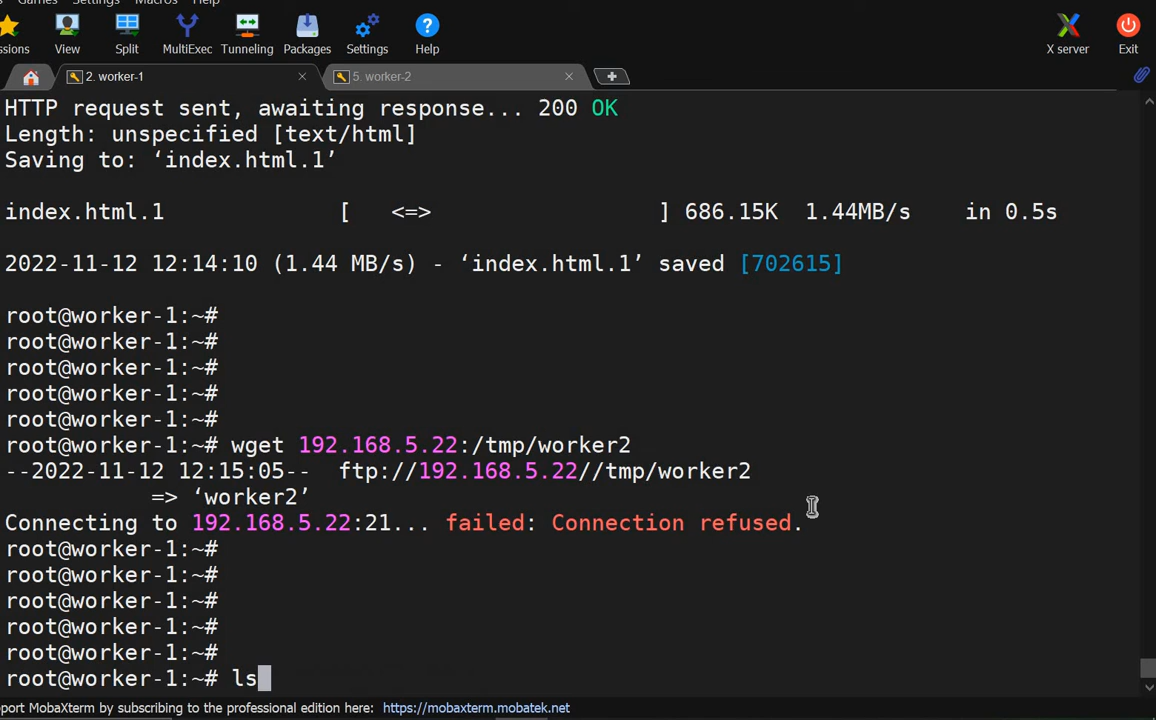 Games Settings Macros Help
ssions View Split MultiExec Tunneling Packages Settings Help X server Exit
2. worker-1 5. worker-2
HTTP request sent, awaiting response... 200 OK
Length: unspecified [text/html]
Saving to: ‘index.html.1’
index.html.1 [ <=> ] 686.15K 1.44MB/s in 0.5s
2022-11-12 12:14:10 (1.44 MB/s) - ‘index.html.1’ saved [702615]
root@worker-1:~#
root@worker-1:~#
root@worker-1:~#
root@worker-1:~#
root@worker-1:~#
root@worker-1:~# wget 192.168.5.22:/tmp/worker2
--2022-11-12 12:15:05-- ftp://192.168.5.22//tmp/worker2
=> ‘worker2’
Connecting to 192.168.5.22:21... failed: Connection refused.
root@worker-1:~#
root@worker-1:~#
root@worker-1:~#
root@worker-1:~#
root@worker-1:~#
root@worker-1:~# ls
port MobaXterm by subscribing to the professional edition here: https://mobaxterm.mobatek.net